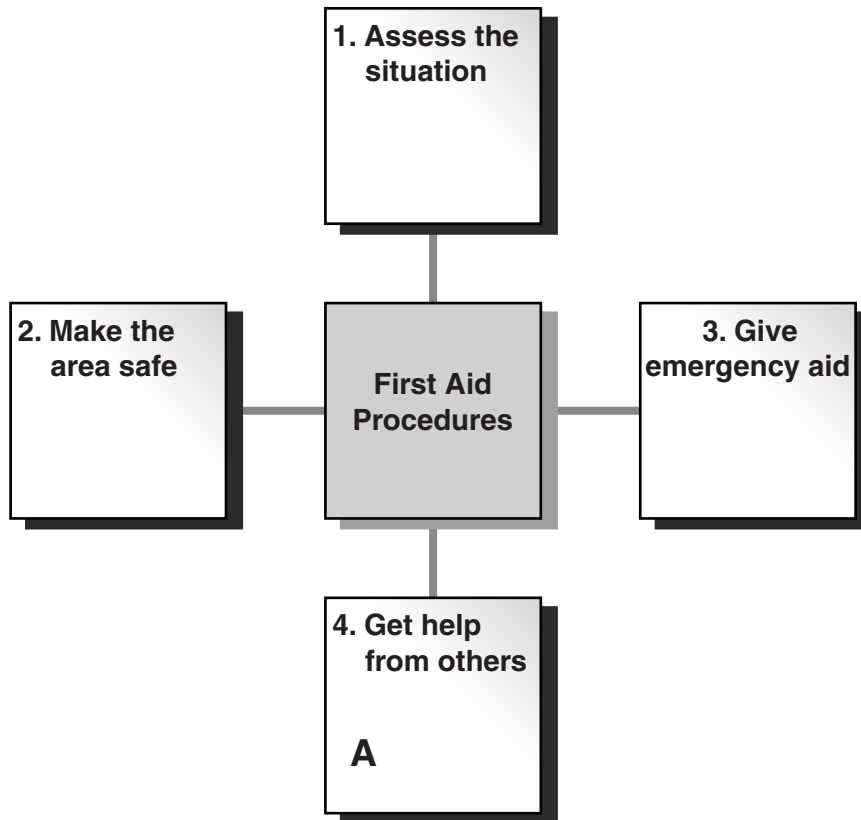 1. Assess the
situation
2. Make the
area safe
First Aid
Procedures
3. Give
emergency aid
4. Get help
from others
A